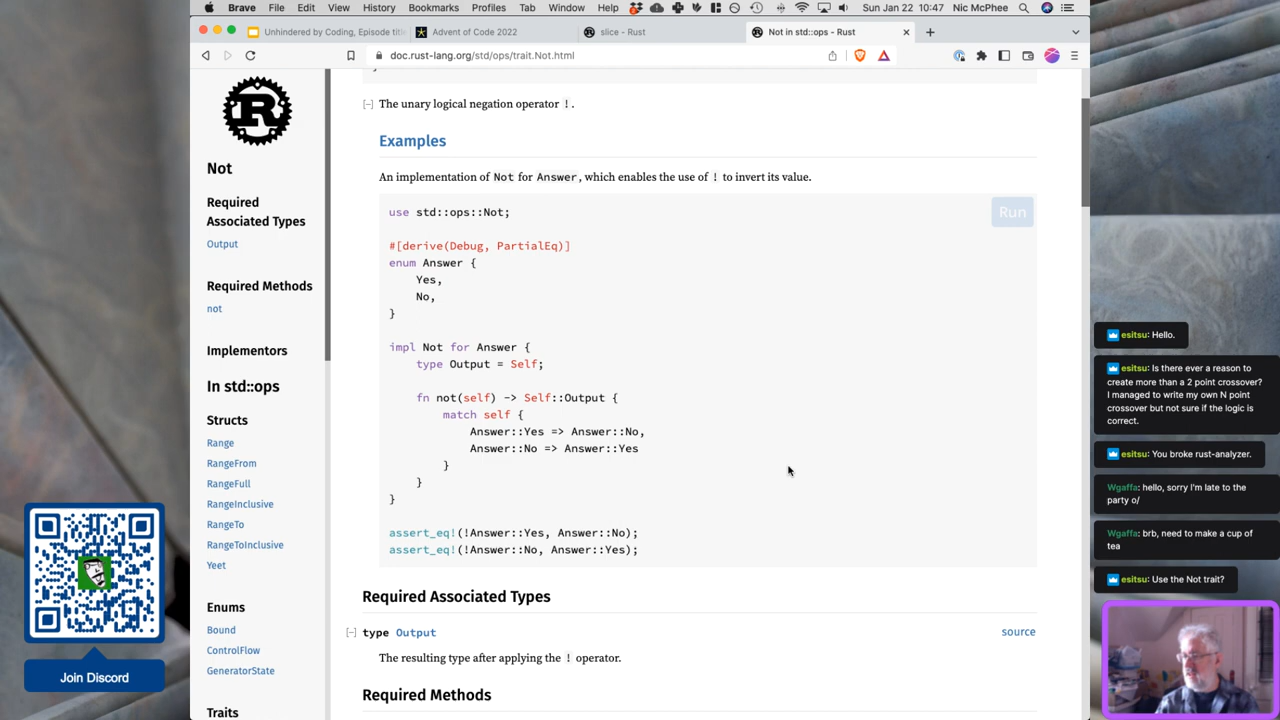 Brave File Edit View History Bookmarks Profiles Tab Window Help Sun Jan 22 10:47 Nic McPhee
Unhindered by Coding, Episode title
Advent of Code 2022
slice - Rust
Not in std::ops - Rust
doc.rust-lang.org/std/ops/trait.Not.html
R
Not
Required
Associated Types
Output
Required Methods
not
Implementors
In std::ops
Structs
Range
RangeFrom
RangeFull
RangeInclusive
RangeTo
RangeToInclusive
Yeet
Enums
Bound
ControlFlow
GeneratorState
Traits
[−] The unary logical negation operator !.
Examples
An implementation of Not for Answer, which enables the use of ! to invert its value.
Run
use std::ops::Not;
#[derive(Debug, PartialEq)]
enum Answer {
Yes,
No,
}
impl Not for Answer {
type Output = Self;
fn not(self) -> Self::Output {
match self {
Answer::Yes => Answer::No,
Answer::No => Answer::Yes
}
}
}
assert_eq!(!Answer::Yes, Answer::No);
assert_eq!(!Answer::No, Answer::Yes);
Required Associated Types
[−] type Output source
The resulting type after applying the ! operator.
Required Methods
esitsu: Hello.
esitsu: Is there ever a reason to
create more than a 2 point crossover?
I managed to write my own N point
crossover but not sure if the logic is
correct.
esitsu: You broke rust-analyzer.
Wgaffa: hello, sorry I'm late to the
party o/
Wgaffa: brb, need to make a cup of
tea
esitsu: Use the Not trait?
Join Discord